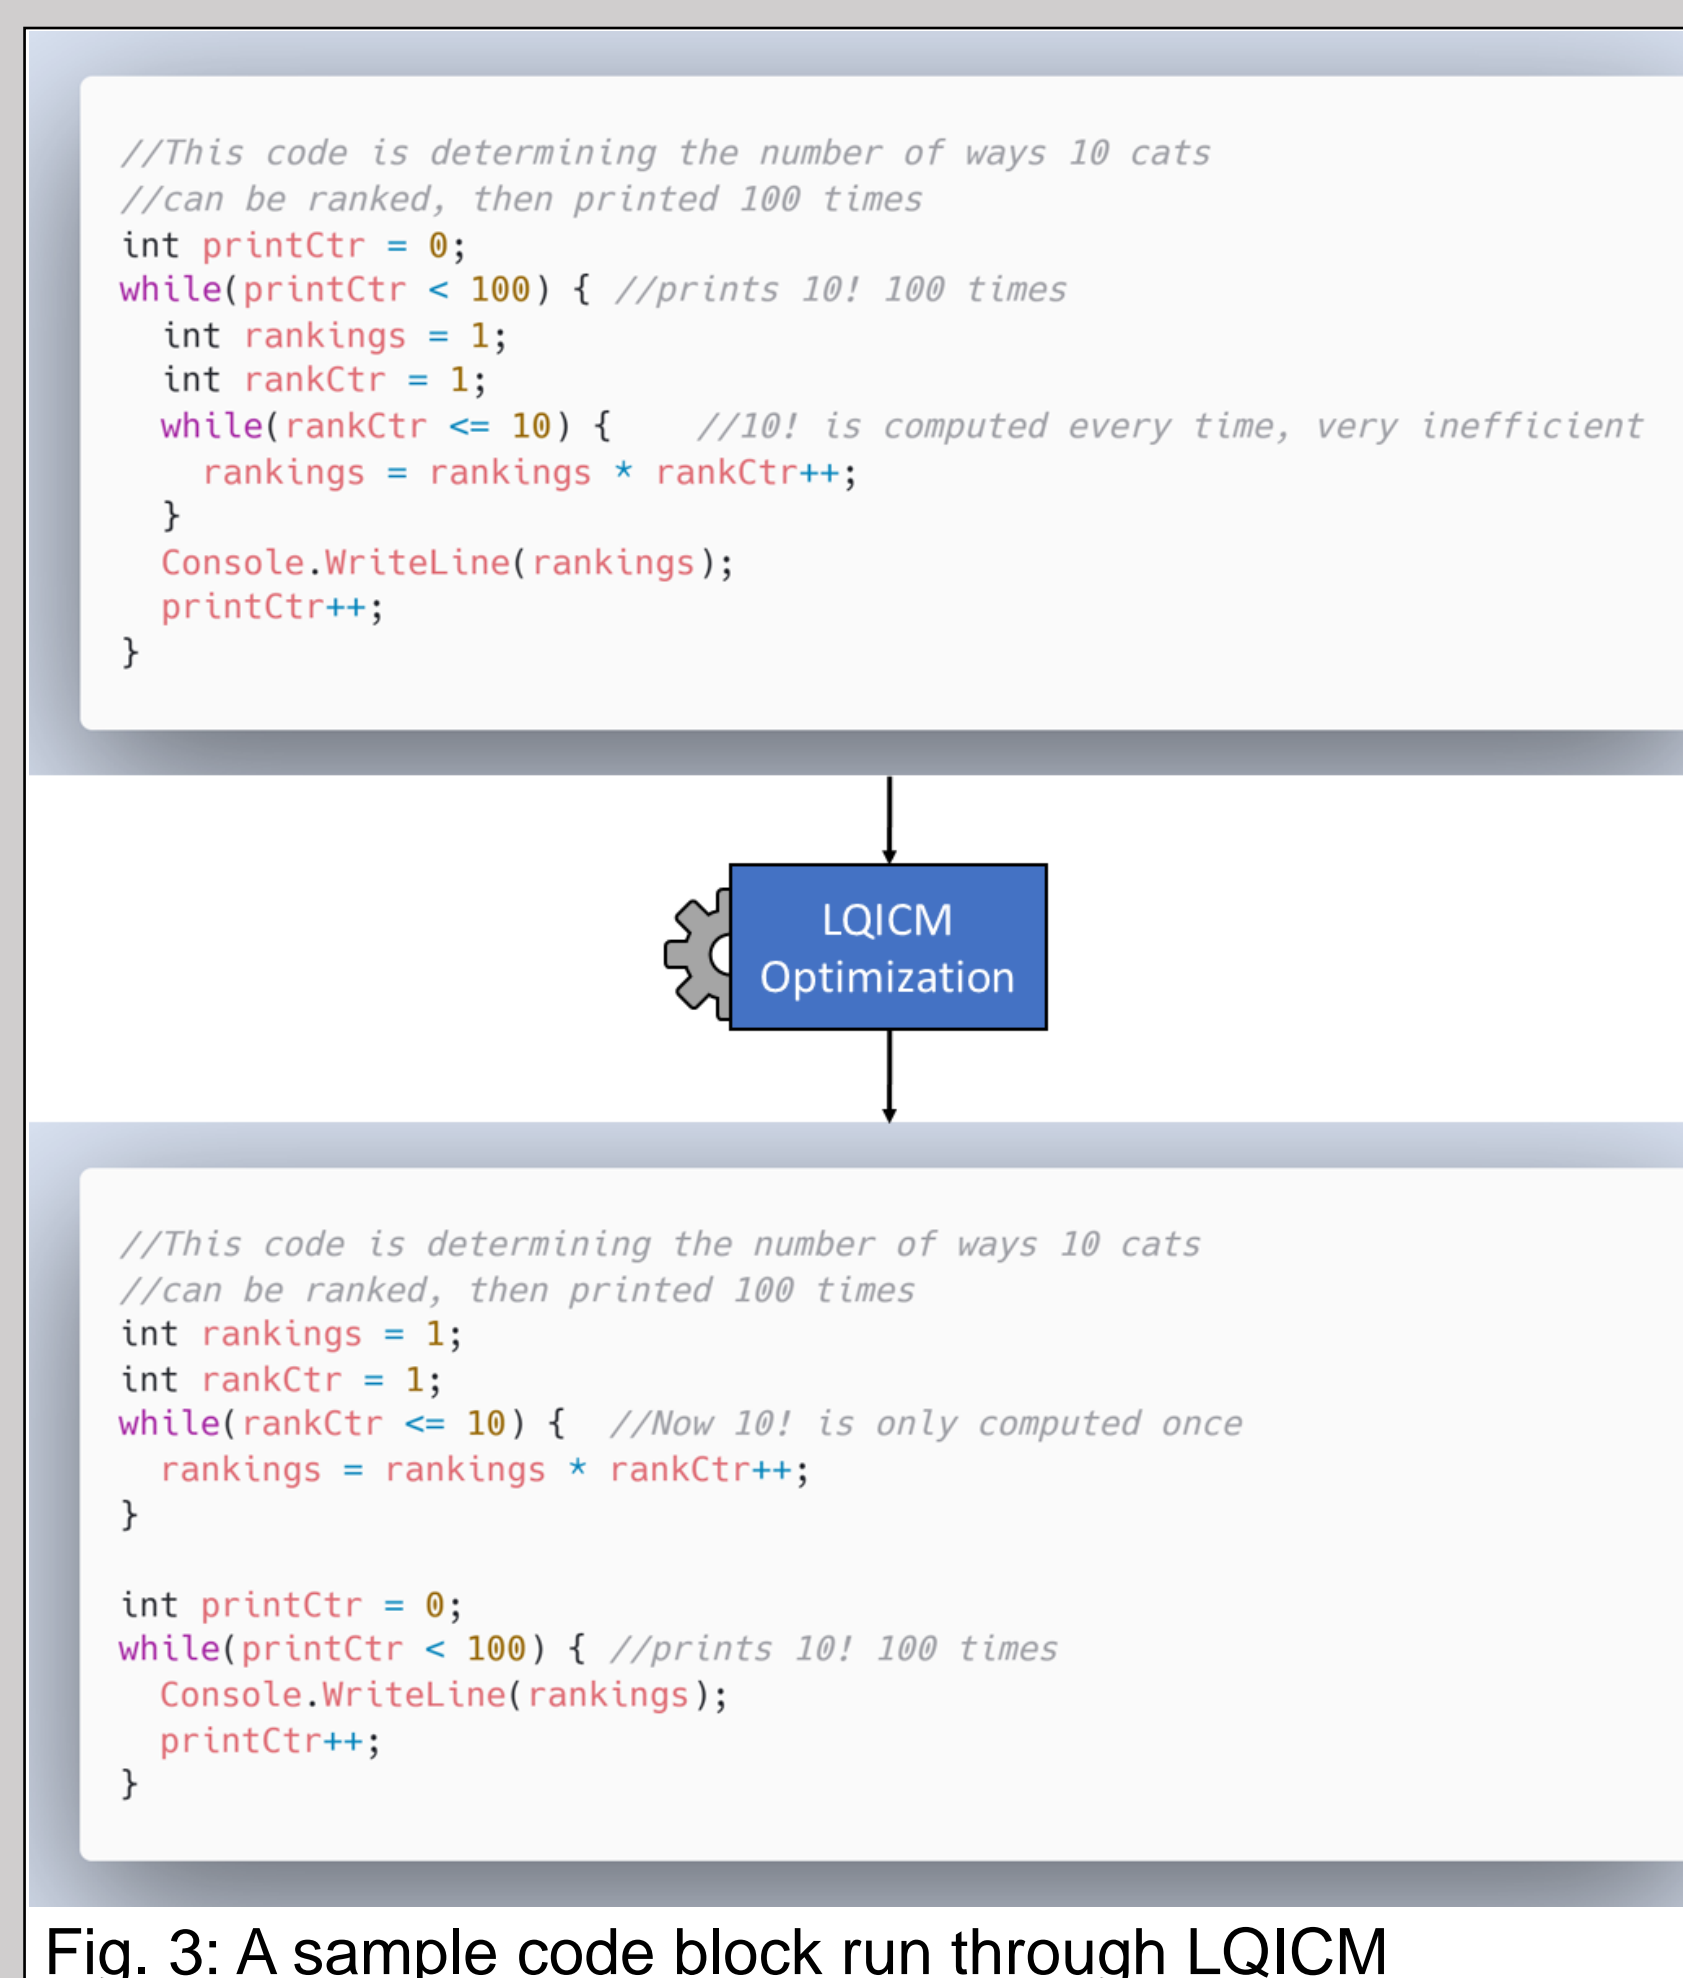 //This code is determining the number of ways 10 cats
//can be ranked, then printed 100 times
int printCtr = 0;
while(printCtr < 100) { //prints 10! 100 times
  int rankings = 1;
  int rankCtr = 1;
  while(rankCtr <= 10) {    //10! is computed every time, very inefficient
    rankings = rankings * rankCtr++;
  }
  Console.WriteLine(rankings);
  printCtr++;
}
LQICM
Optimization
//This code is determining the number of ways 10 cats
//can be ranked, then printed 100 times
int rankings = 1;
int rankCtr = 1;
while(rankCtr <= 10) {  //Now 10! is only computed once
  rankings = rankings * rankCtr++;
}
int printCtr = 0;
while(printCtr < 100) { //prints 10! 100 times
  Console.WriteLine(rankings);
  printCtr++;
}
Fig. 3: A sample code block run through LQICM